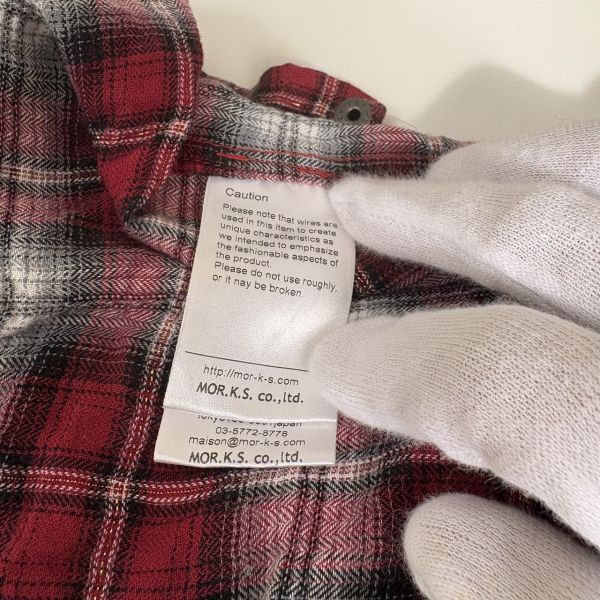 Caution
Please note that wires are
used in this item to create
unique characteristics as
we intended to emphasize
the fashionable aspects of
the product.
Please do not use roughly,
or it nay be broken.
http://mor-k-s.com
MOR.K.S. co.,ltd.
03-5772-8778
maison@mor-k-s.com
MOR.K.S. co.,ltd.